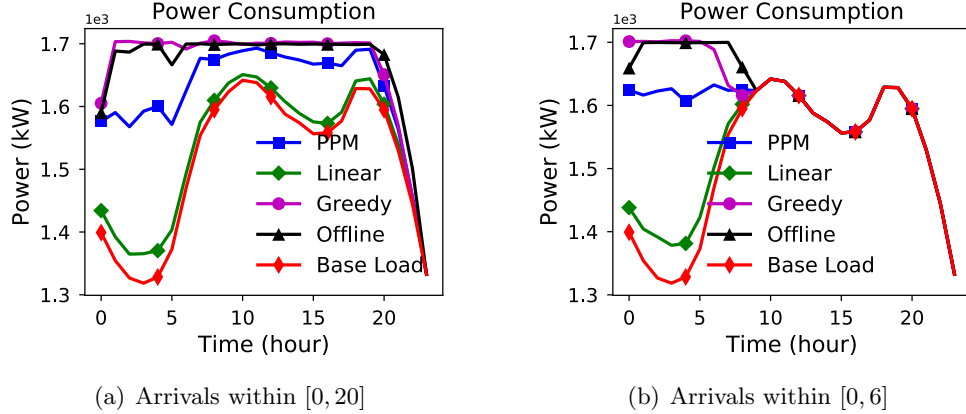 Power Consumption
1e3
1.7
1.6
1.5
1.4
1.3
Power (kW)
PPM
Linear
Greedy
Offline
Base Load
0 5 10 15 20
Time (hour)
(a) Arrivals within [0, 20]
Power Consumption
1e3
1.7
1.6
1.5
1.4
1.3
Power (kW)
PPM
Linear
Greedy
Offline
Base Load
0 5 10 15 20
Time (hour)
(b) Arrivals within [0, 6]